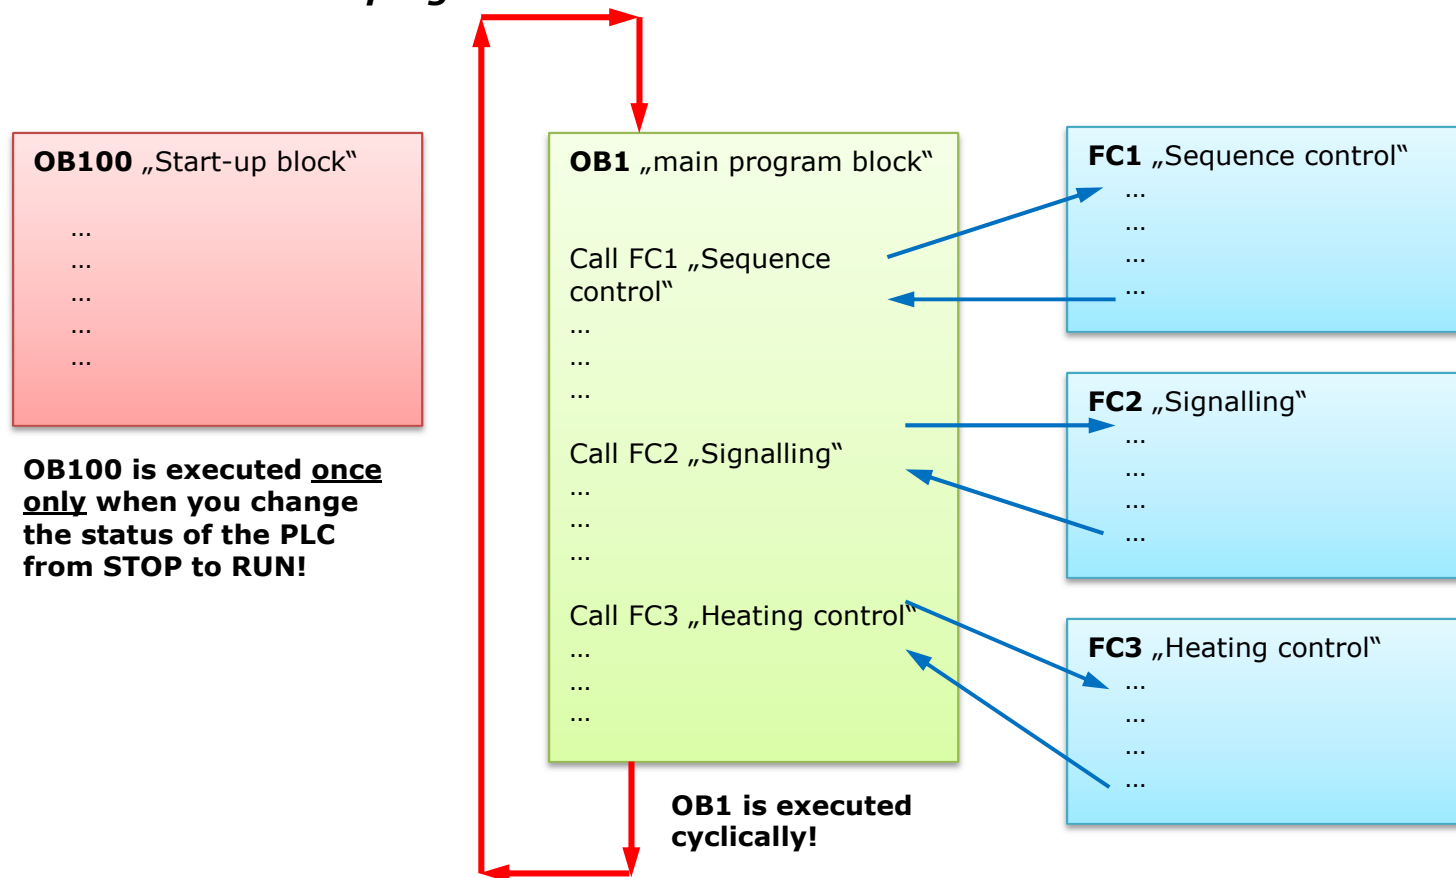 OB100 „Start-up block“
…
…
…
…
…
OB100 is executed once
only when you change
the status of the PLC
from STOP to RUN!
OB1 „main program block“
Call FC1 „Sequence
control“
…
…
…
Call FC2 „Signalling“
…
…
…
Call FC3 „Heating control“
…
…
…
OB1 is executed
cyclically!
FC1 „Sequence control“
…
…
…
…
FC2 „Signalling“
…
…
…
…
FC3 „Heating control“
…
…
…
…